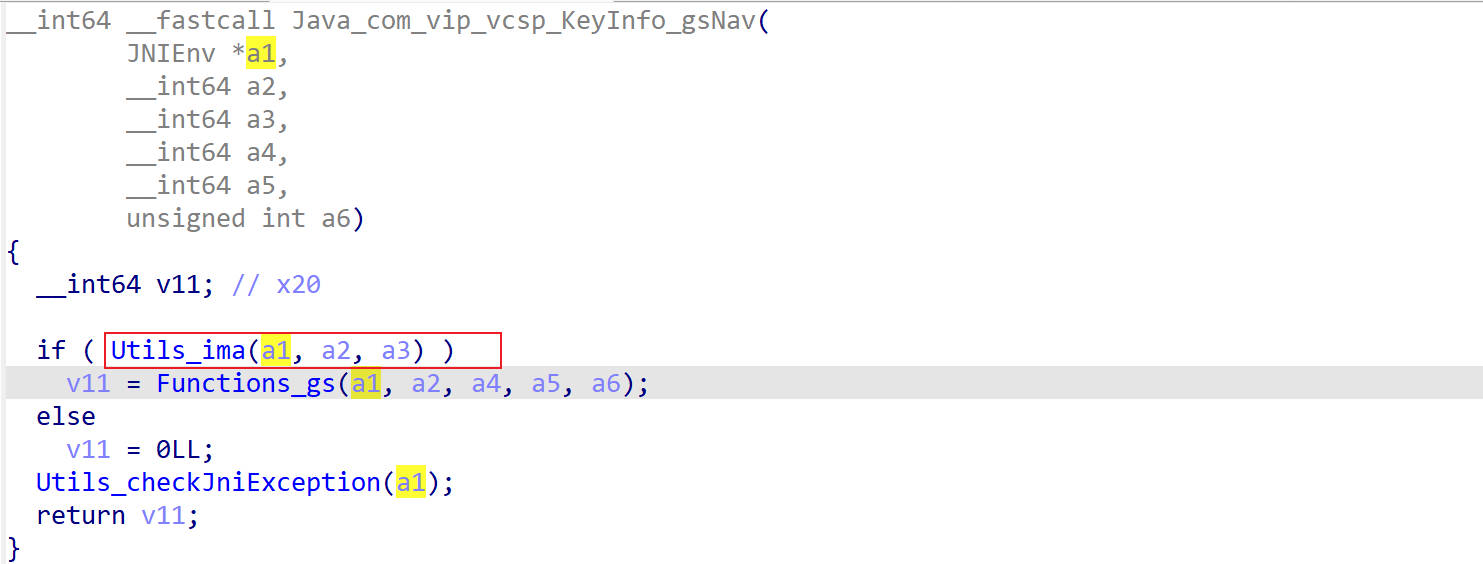 __int64 __fastcall Java_com_vip_vcsp_KeyInfo_gsNav(
        JNIEnv *a1,
        __int64 a2,
        __int64 a3,
        __int64 a4,
        __int64 a5,
        unsigned int a6)
{
  __int64 v11; // x20

  if ( Utils_ima(a1, a2, a3) )
    v11 = Functions_gs(a1, a2, a4, a5, a6);
  else
    v11 = 0LL;
  Utils_checkJniException(a1);
  return v11;
}